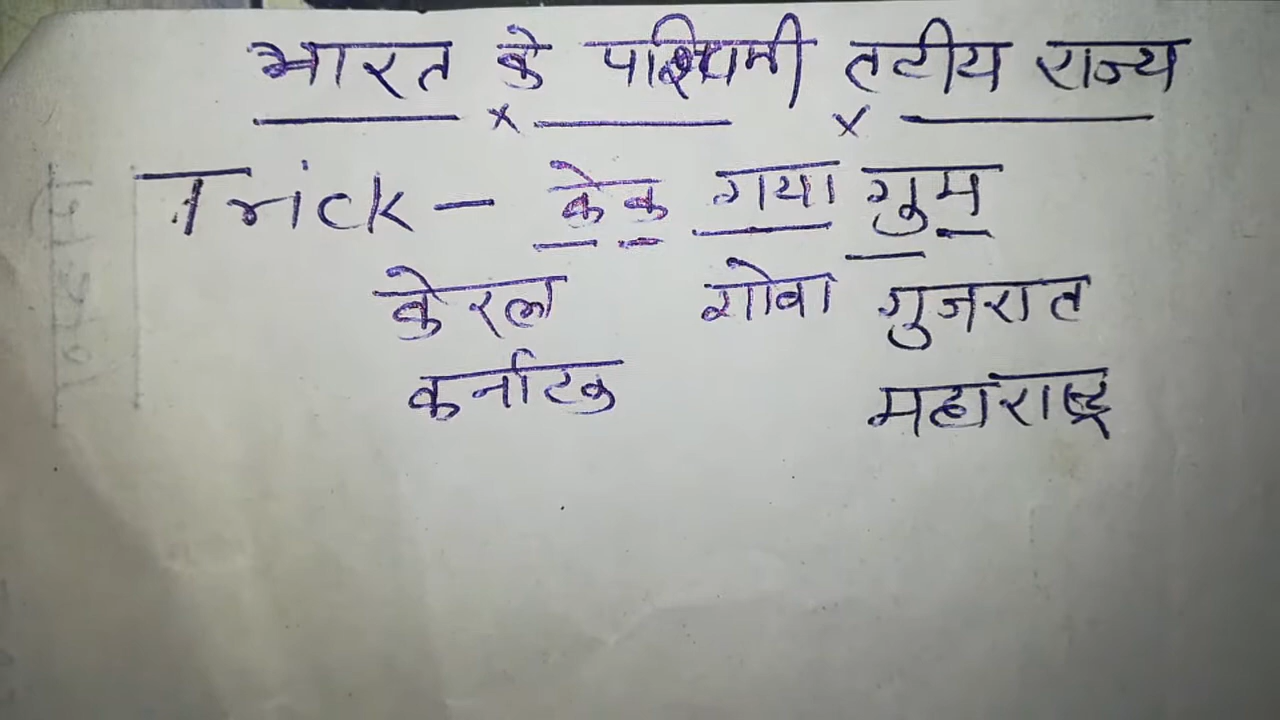 भारत के पश्चिमी तटीय राज्य
Trick - केक गया गुम
केरल गोवा गुजरात
कर्नाटक महाराष्ट्र